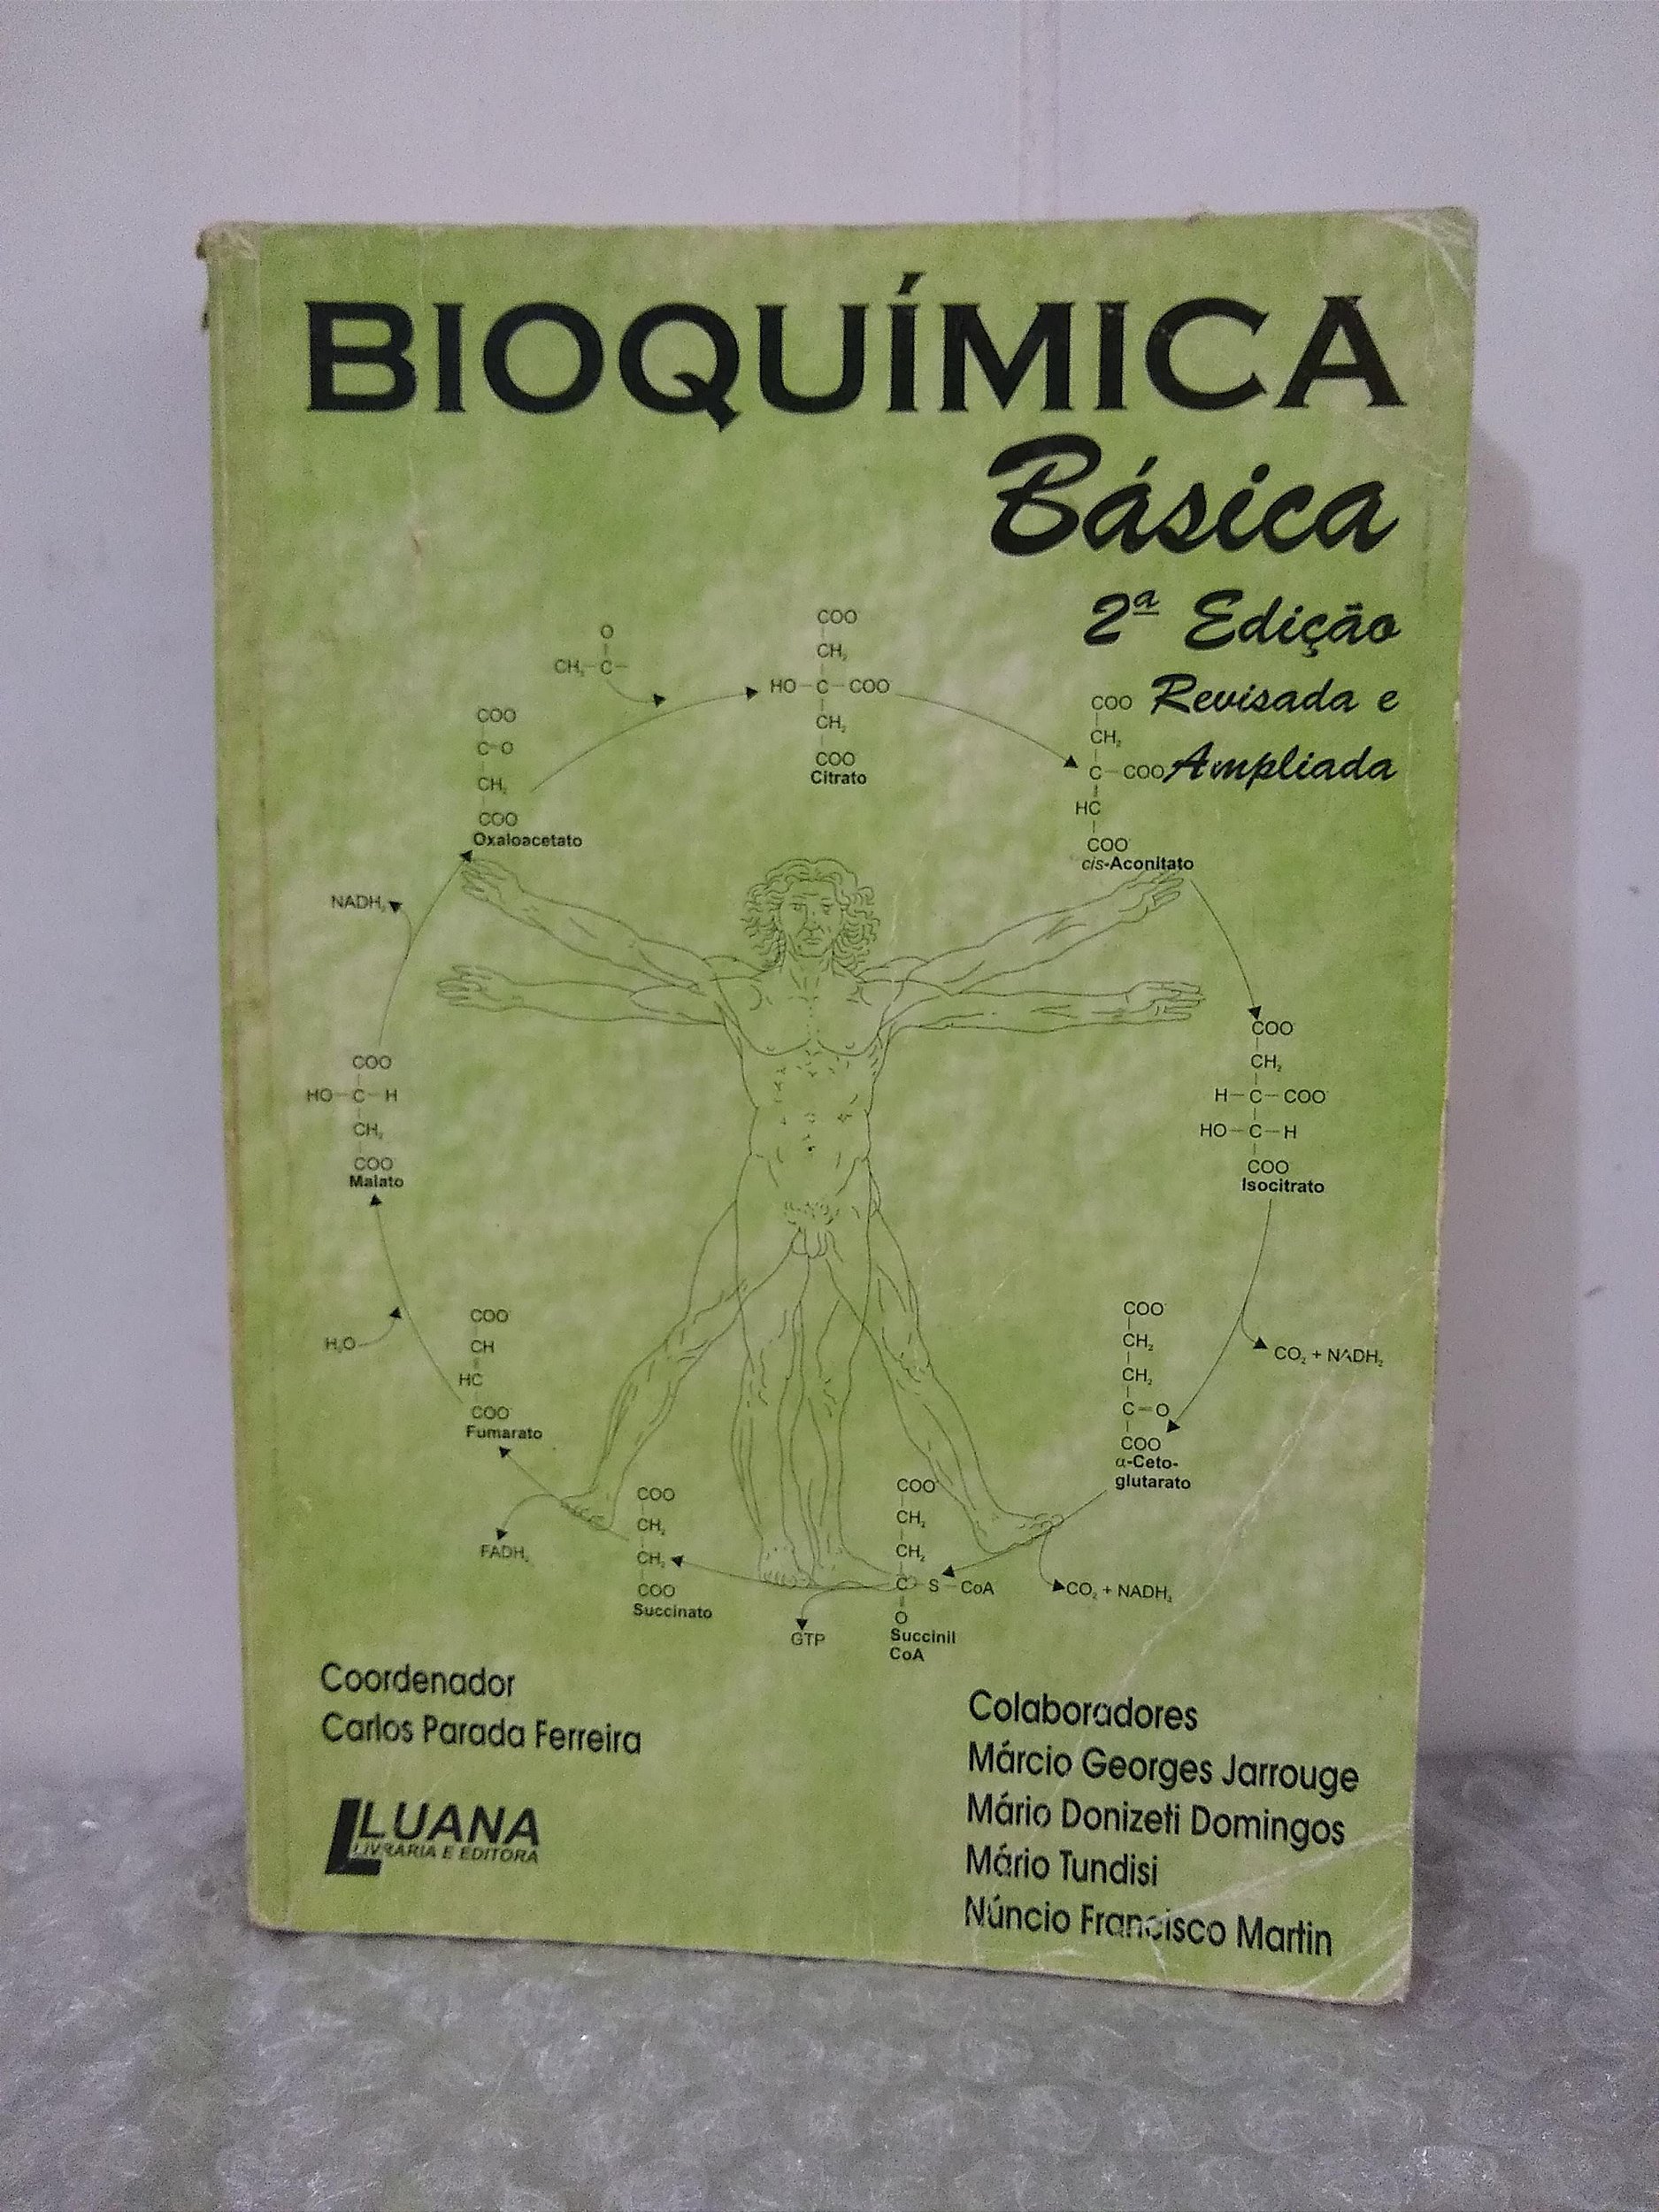 BIOQUÍMICA
Básica
2ª Edição
Revisada e
Ampliada
O
CH₃-C-
COO
CH₂
HO-C-COO
CH₂
COO
Citrato
COO
CH₂
C-COO
HC
COO⁻
cis-Aconitato
COO
CH₂
H-C-COO⁻
HO-C-H
COO
Isocitrato
CO₂ + NADH₂
COO⁻
CH₂
CH₂
C=O
COO
α-Ceto-
glutarato
CO₂ + NADH₂
COO⁻
CH₂
CH₂
C-S-CoA
O
Succinil
CoA
GTP
COO
CH₂
CH₂
COO
Succinato
FADH₂
COO⁻
CH
HC
COO⁻
Fumarato
H₂O
COO
HO-C-H
CH₂
COO⁻
Malato
NADH₂
COO
C=O
CH₂
COO
Oxaloacetato
Coordenador
Carlos Parada Ferreira
LUANA
LIVRARIA E EDITORA
Colaboradores
Márcio Georges Jarrouge
Mário Donizeti Domingos
Mário Tundisi
Núncio Francisco Martin